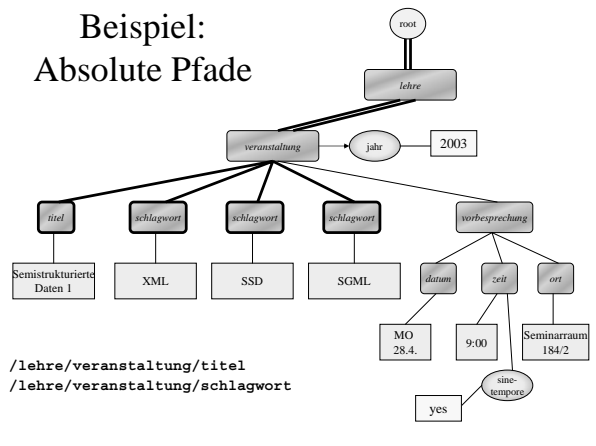 Beispiel:
Absolute Pfade
root
lehre
veranstaltung
jahr
2003
titel
schlagwort
schlagwort
schlagwort
vorbesprechung
Semistrukturierte
Daten 1
XML
SSD
SGML
datum
zeit
ort
MO
28.4.
9:00
Seminarraum
184/2
/lehre/veranstaltung/titel
/lehre/veranstaltung/schlagwort
sine-
tempore
yes